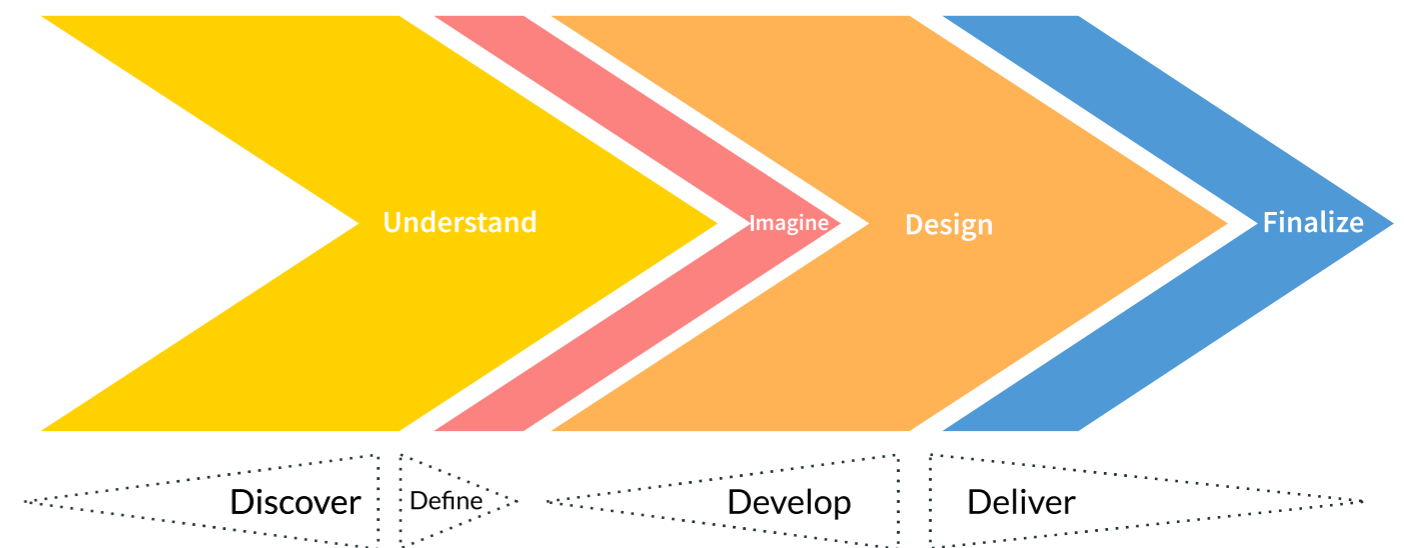 Understand
Imagine
Design
Finalize
Discover
Define
Develop
Deliver